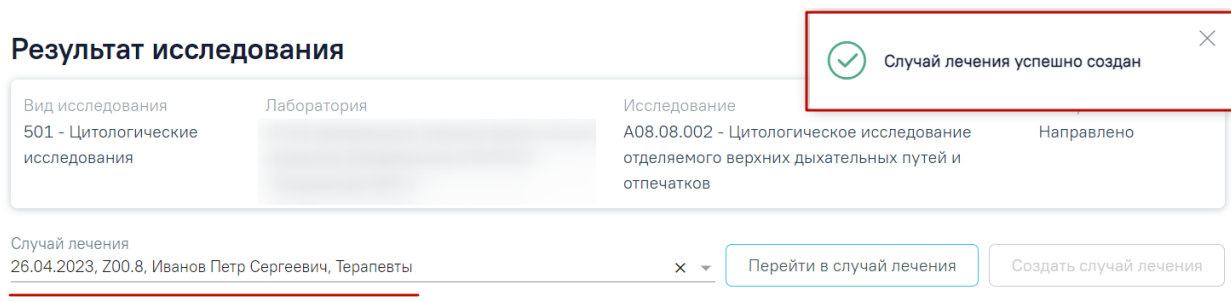 Результат исследования
Случай лечения успешно создан
Вид исследования
501 - Цитологические
исследования
Лаборатория
Исследование
A08.08.002 - Цитологическое исследование
отделяемого верхних дыхательных путей и
отпечатков
Направлено
Случай лечения
26.04.2023, Z00.8, Иванов Петр Сергеевич, Терапевты
Перейти в случай лечения
Создать случай лечения